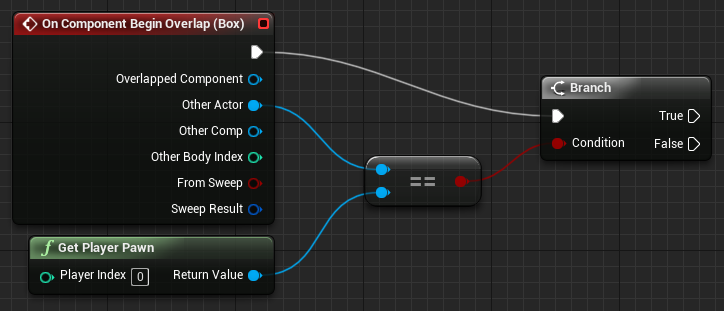 On Component Begin Overlap (Box)
Overlapped Component
Other Actor
Other Comp
Other Body Index
From Sweep
Sweep Result
f Get Player Pawn
Player Index 0 Return Value
==
Branch
True
Condition False